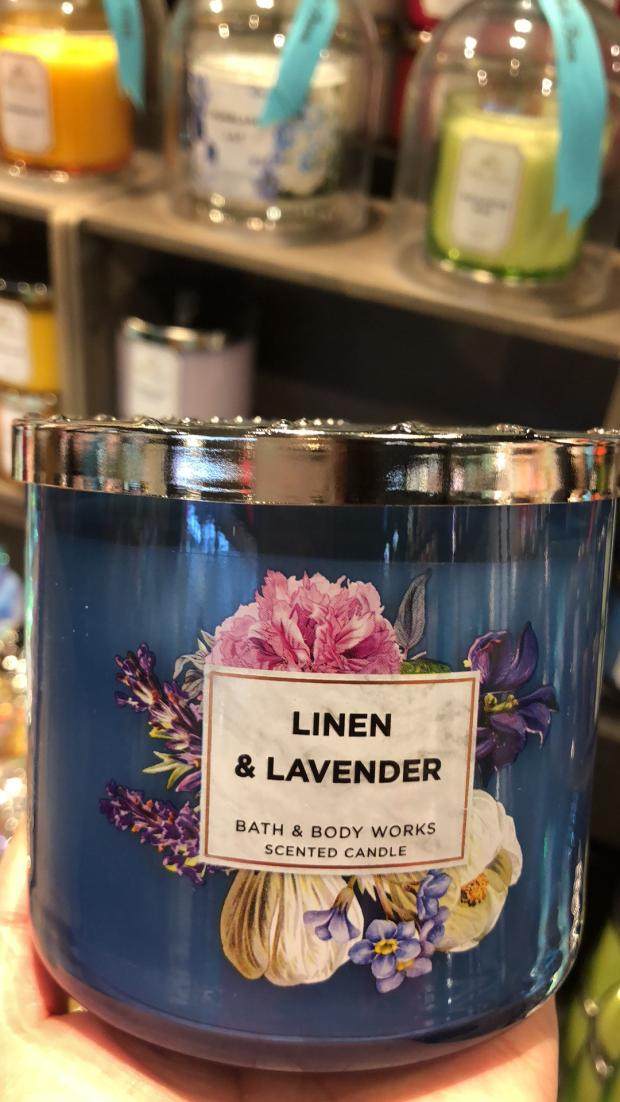 LINEN
& LAVENDER
BATH & BODY WORKS
SCENTED CANDLE